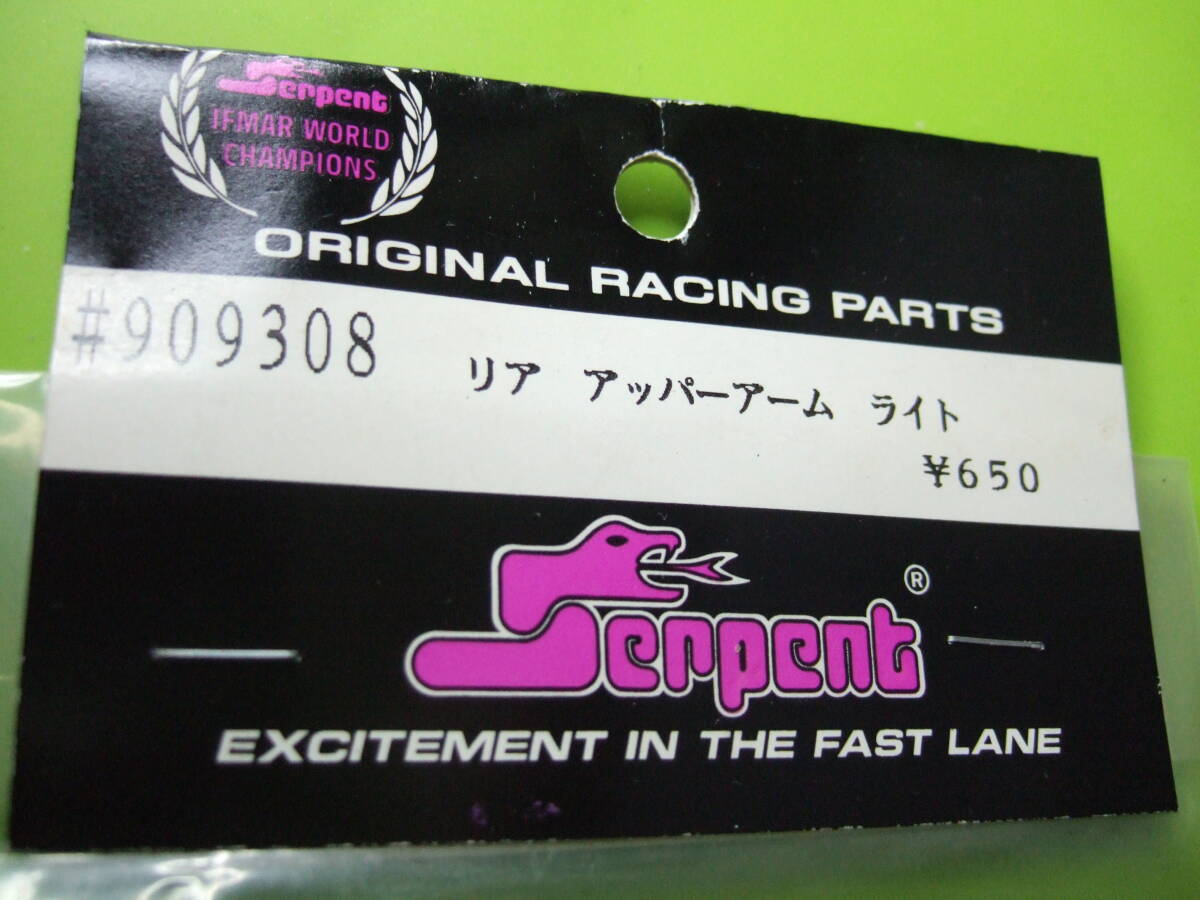 Serpent
IFMAR WORLD
CHAMPIONS
ORIGINAL RACING PARTS
#909308 リア アッパーアーム ライト
¥650
Serpent®
EXCITEMENT IN THE FAST LANE